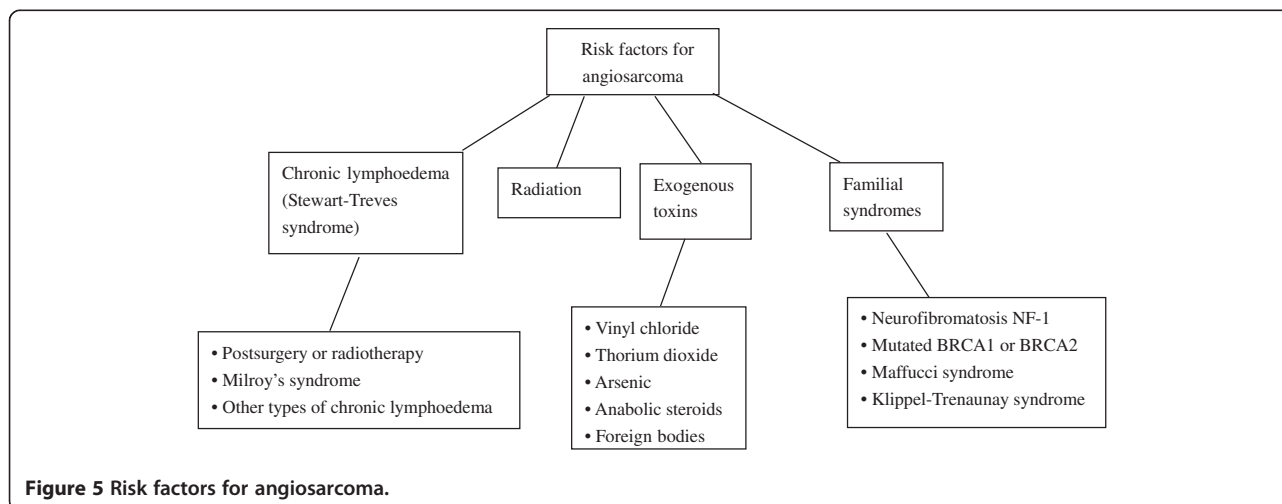 Risk factors for
angiosarcoma
Chronic lymphoedema
(Stewart-Treves
syndrome)
Radiation
Exogenous
toxins
Familial
syndromes
• Postsurgery or radiotherapy
• Milroy's syndrome
• Other types of chronic lymphoedema
• Vinyl chloride
• Thorium dioxide
• Arsenic
• Anabolic steroids
• Foreign bodies
• Neurofibromatosis NF-1
• Mutated BRCA1 or BRCA2
• Maffucci syndrome
• Klippel-Trenaunay syndrome
Figure 5 Risk factors for angiosarcoma.